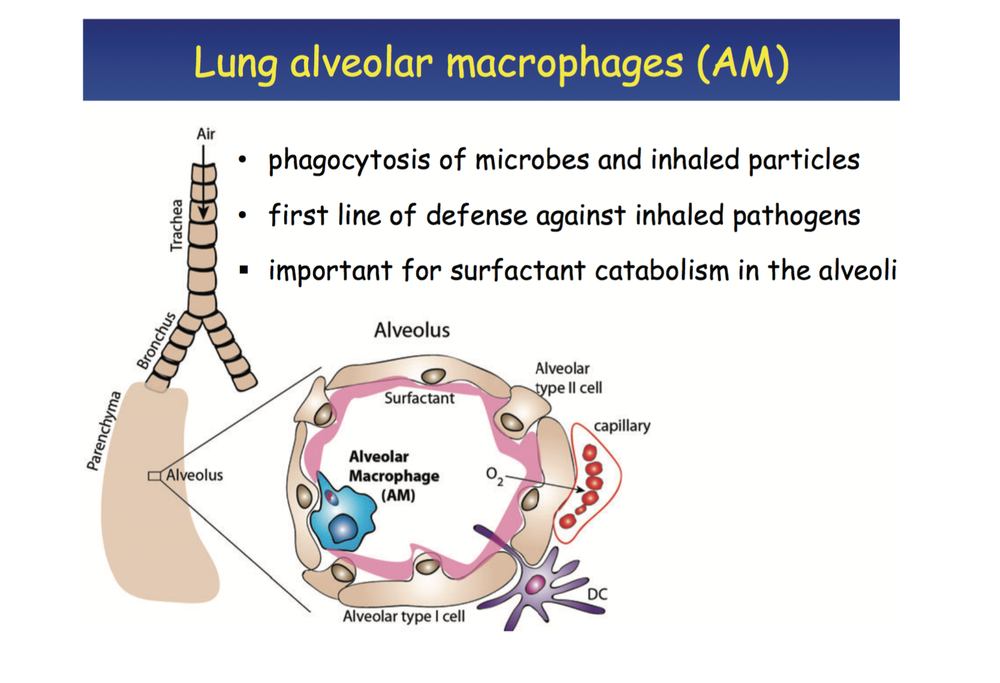 Lung alveolar macrophages (AM)
Air
• phagocytosis of microbes and inhaled particles
• first line of defense against inhaled pathogens
▪ important for surfactant catabolism in the alveoli
Trachea
Bronchus
Parenchyma
Alveolus
Alveolus
Alveolar
type II cell
Surfactant
capillary
Alveolar
Macrophage
(AM)
O2
DC
Alveolar type I cell